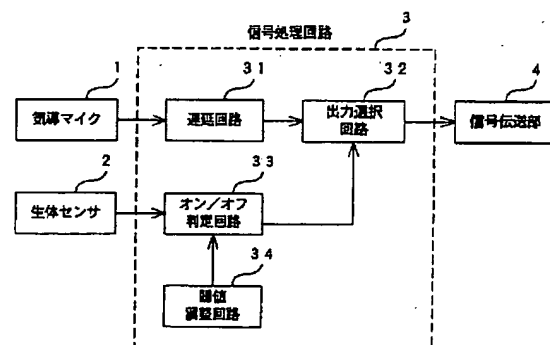 信号処理回路
3
1
気導マイク
31
遅延回路
32
出力選択
回路
4
信号伝送部
2
生体センサ
33
オン/オフ
判定回路
34
閾値
調整回路